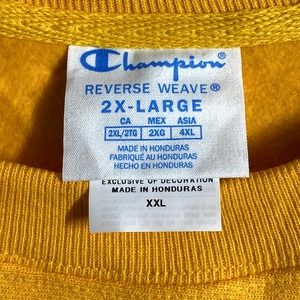 Champion
REVERSE WEAVE®
2X-LARGE
CA MEX ASIA
2XL/2TG 2XG 4XL
MADE IN HONDURAS
FABRIQUÉ AU HONDURAS
HECHO EN HONDURAS
EXCLUSIVE OF DECORATION
MADE IN HONDURAS
XXL